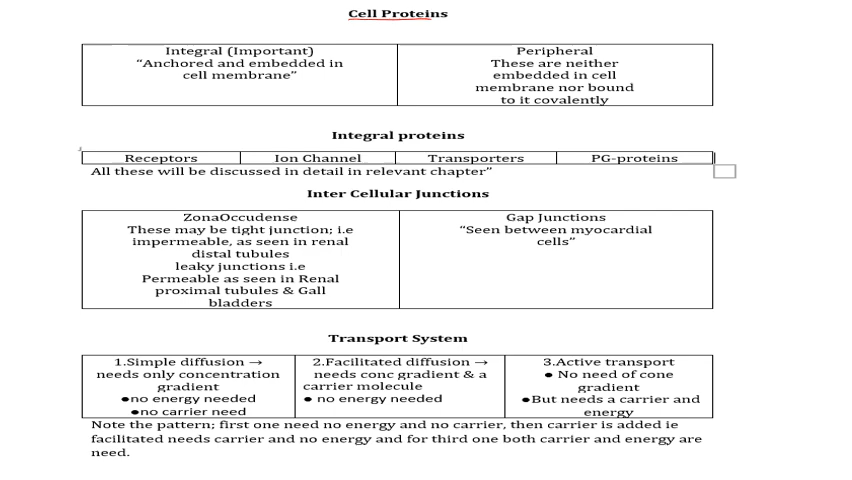 Cell Proteins
Integral (Important)
"Anchored and embedded in
cell membrane"
Peripheral
These are neither
embedded in cell
membrane nor bound
to it covalently
Integral proteins
Receptors
Ion Channel
Transporters
PG-proteins
All these will be discussed in detail in relevant chapter"
Inter Cellular Junctions
ZonaOccudense
These may be tight junction; i.e
impermeable, as seen in renal
distal tubules
leaky junctions i.e
Permeable as seen in Renal
proximal tubules & Gall
bladders
Gap Junctions
"Seen between myocardial
cells"
Transport System
1.Simple diffusion →
needs only concentration
gradient
●no energy needed
●no carrier need
2.Facilitated diffusion →
needs conc gradient & a
carrier molecule
● no energy needed
3.Active transport
● No need of cone
gradient
●But needs a carrier and
energy
Note the pattern; first one need no energy and no carrier, then carrier is added ie
facilitated needs carrier and no energy and for third one both carrier and energy are
need.